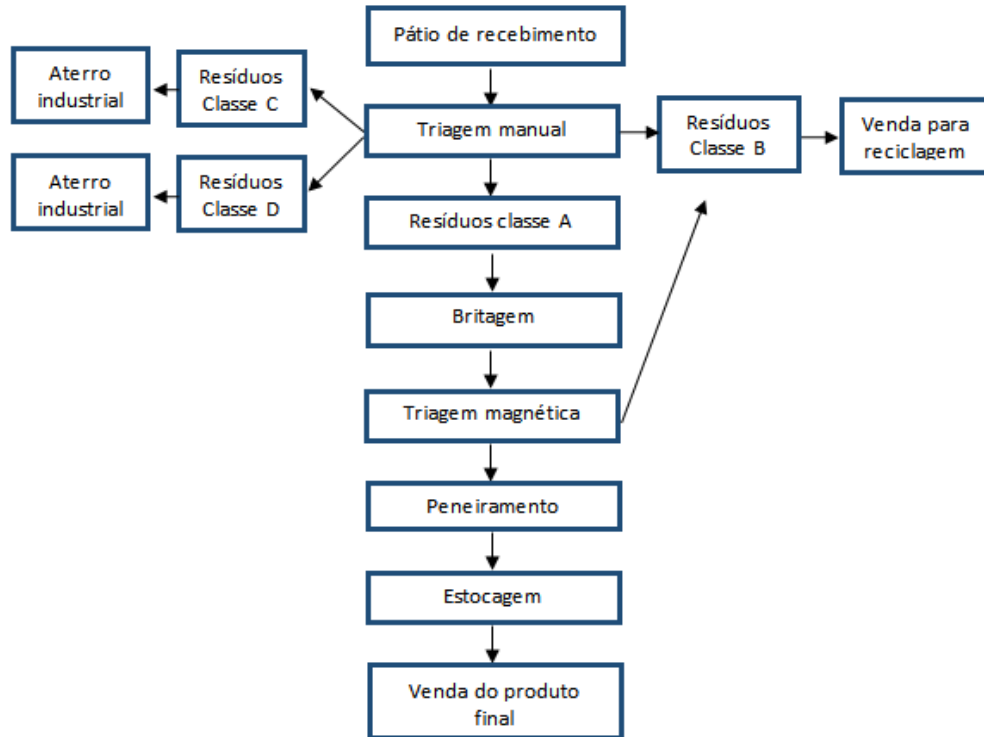 Pátio de recebimento
Aterro
industrial
Resíduos
Classe C
Triagem manual
Resíduos
Classe B
Venda para
reciclagem
Aterro
industrial
Resíduos
Classe D
Resíduos classe A
Britagem
Triagem magnética
Peneiramento
Estocagem
Venda do produto
final